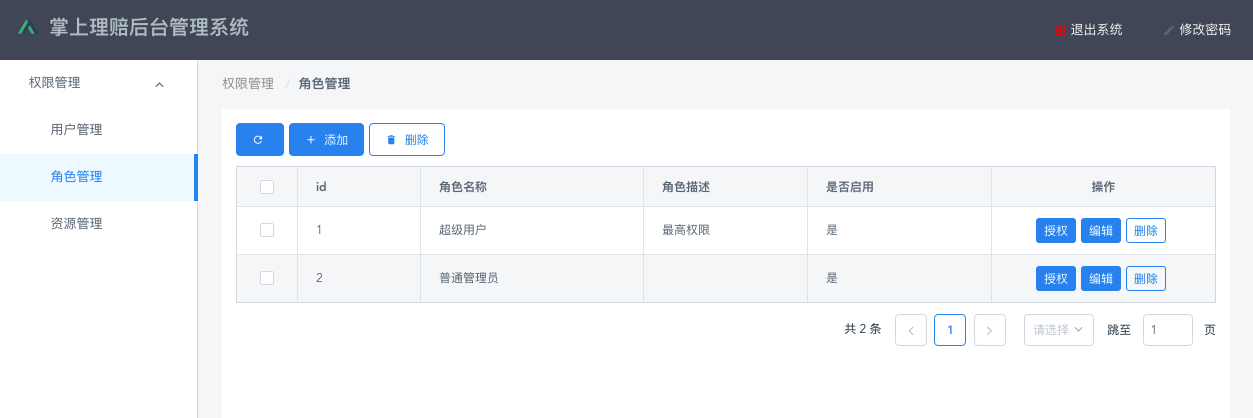 掌上理赔后台管理系统
退出系统
修改密码
权限管理
用户管理
角色管理
资源管理
权限管理 / 角色管理
添加
删除
id 角色名称 角色描述 是否启用 操作
1 超级用户 最高权限 是 授权 编辑 删除
2 普通管理员 是 授权 编辑 删除
共 2 条 1 请选择 跳至 1 页